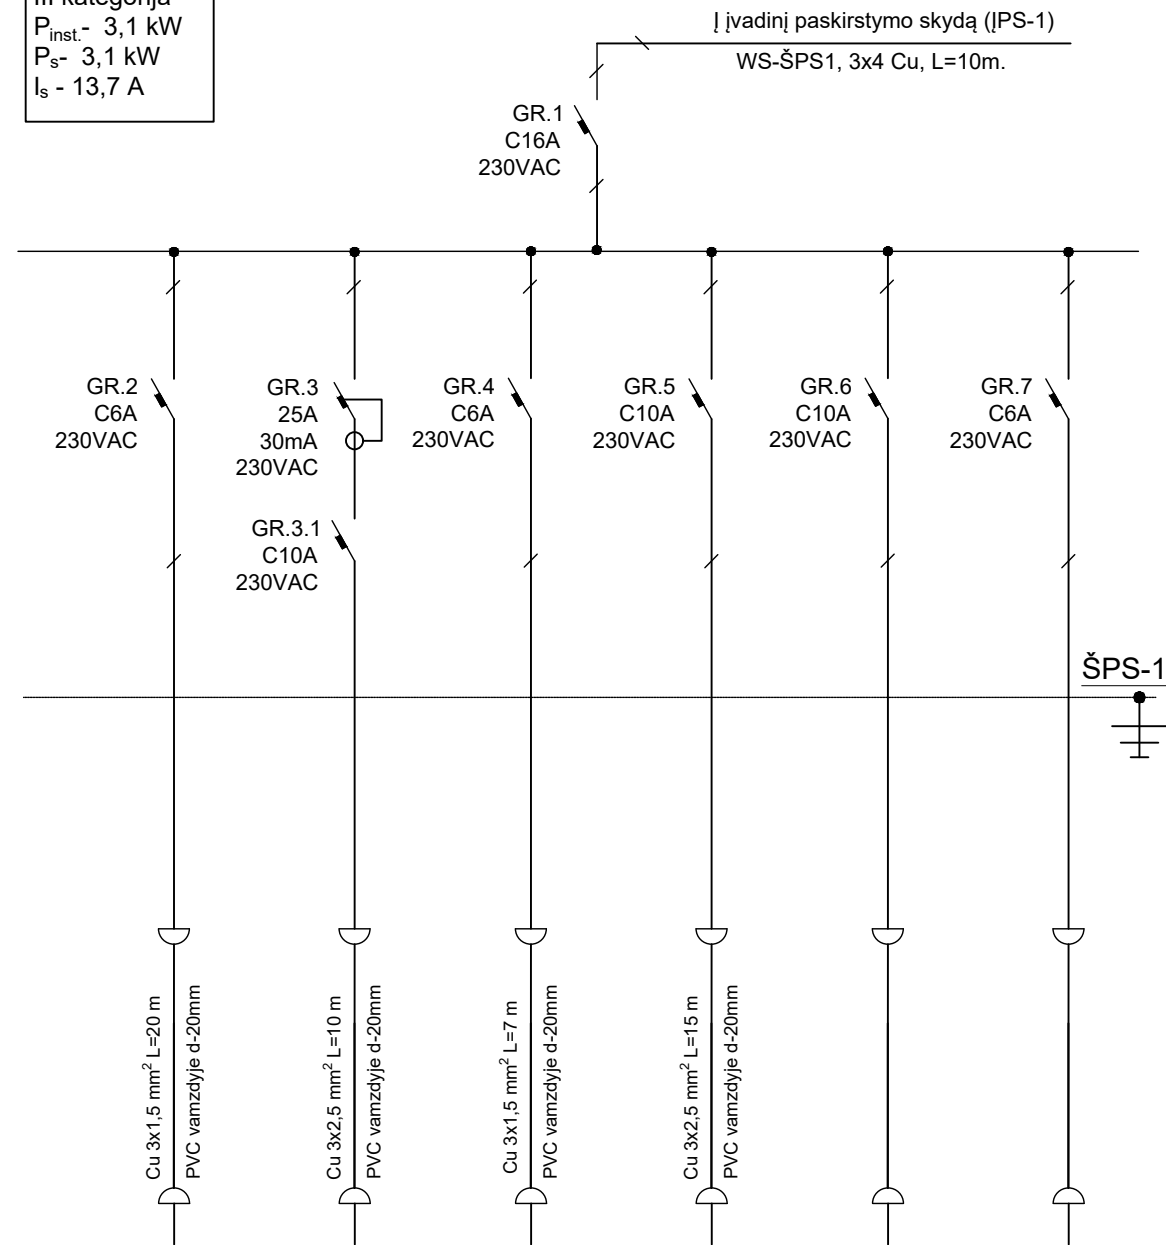 III kategorija
Pinst.- 3,1 kW
Ps- 3,1 kW
Is - 13,7 A
Į įvadinį paskirstymo skydą (ĮPS-1)
WS-ŠPS1, 3x4 Cu, L=10m.
GR.1
C16A
230VAC
GR.2
C6A
230VAC
GR.3
25A
30mA
230VAC
GR.3.1
C10A
230VAC
GR.4
C6A
230VAC
GR.5
C10A
230VAC
GR.6
C10A
230VAC
GR.7
C6A
230VAC
ŠPS-1
Cu 3x1,5 mm² L=20 m
PVC vamzdyje d-20mm
Cu 3x2,5 mm² L=10 m
PVC vamzdyje d-20mm
Cu 3x1,5 mm² L=7 m
PVC vamzdyje d-20mm
Cu 3x2,5 mm² L=15 m
PVC vamzdyje d-20mm